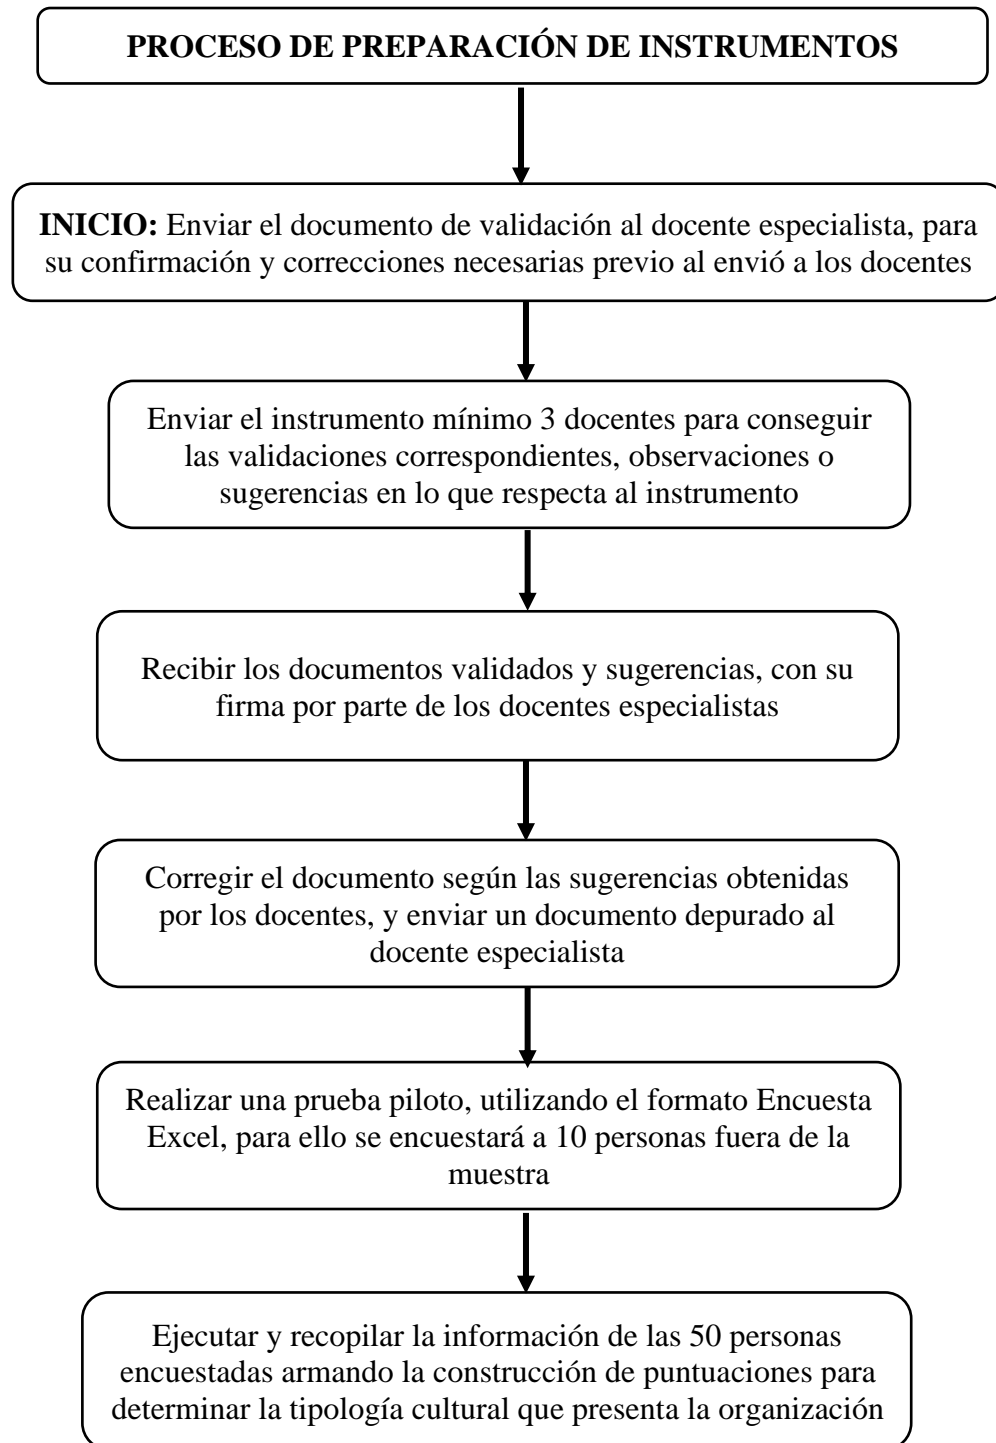 PROCESO DE PREPARACIÓN DE INSTRUMENTOS
INICIO: Enviar el documento de validación al docente especialista, para
su confirmación y correcciones necesarias previo al envió a los docentes
Enviar el instrumento mínimo 3 docentes para conseguir
las validaciones correspondientes, observaciones o
sugerencias en lo que respecta al instrumento
Recibir los documentos validados y sugerencias, con su
firma por parte de los docentes especialistas
Corregir el documento según las sugerencias obtenidas
por los docentes, y enviar un documento depurado al
docente especialista
Realizar una prueba piloto, utilizando el formato Encuesta
Excel, para ello se encuestará a 10 personas fuera de la
muestra
Ejecutar y recopilar la información de las 50 personas
encuestadas armando la construcción de puntuaciones para
determinar la tipología cultural que presenta la organización